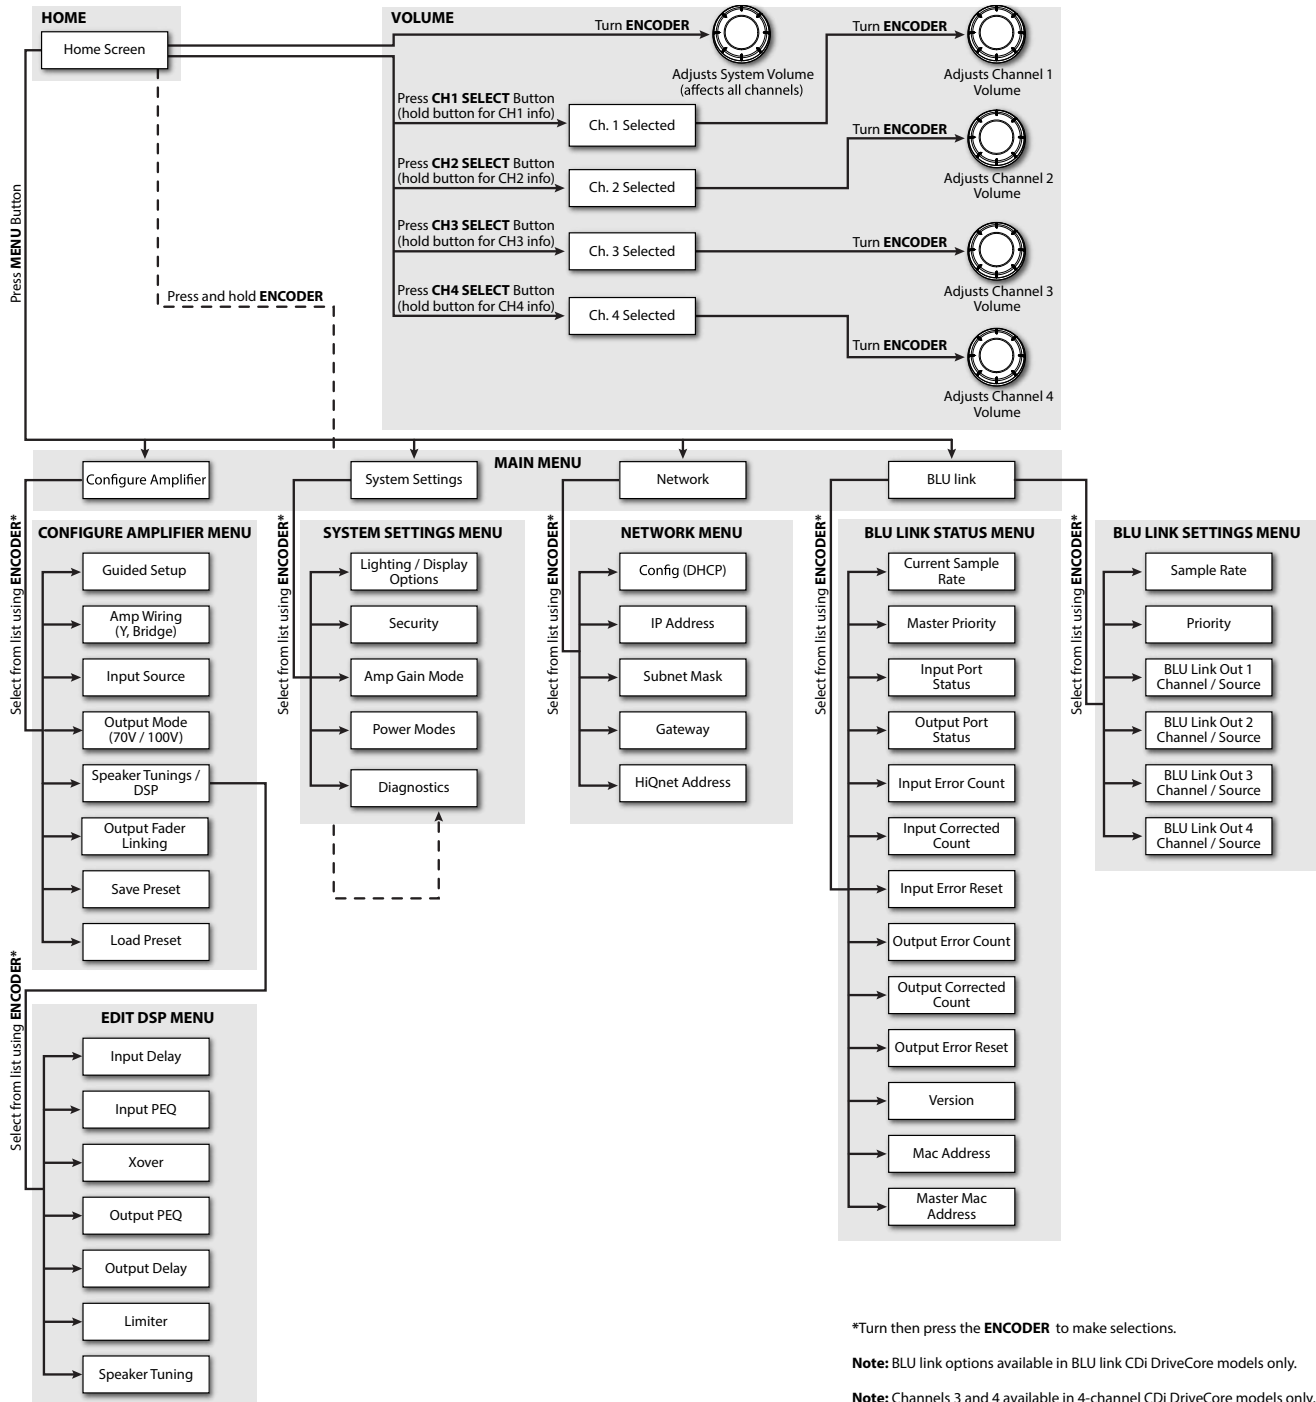 HOME
Home Screen
VOLUME
Turn ENCODER
Adjusts System Volume
(affects all channels)
Turn ENCODER
Adjusts Channel 1
Volume
Press CH1 SELECT Button
(hold button for CH1 info)
Ch. 1 Selected
Turn ENCODER
Adjusts Channel 2
Volume
Press CH2 SELECT Button
(hold button for CH2 info)
Ch. 2 Selected
Press CH3 SELECT Button
(hold button for CH3 info)
Ch. 3 Selected
Turn ENCODER
Adjusts Channel 3
Volume
Press CH4 SELECT Button
(hold button for CH4 info)
Ch. 4 Selected
Turn ENCODER
Adjusts Channel 4
Volume
Press MENU Button
Press and hold ENCODER
MAIN MENU
Configure Amplifier
System Settings
Network
BLU link
Select from list using ENCODER*
CONFIGURE AMPLIFIER MENU
Guided Setup
Amp Wiring
(Y, Bridge)
Input Source
Output Mode
(70V / 100V)
Speaker Tunings /
DSP
Output Fader
Linking
Save Preset
Load Preset
Select from list using ENCODER*
SYSTEM SETTINGS MENU
Lighting / Display
Options
Security
Amp Gain Mode
Power Modes
Diagnostics
Select from list using ENCODER*
NETWORK MENU
Config (DHCP)
IP Address
Subnet Mask
Gateway
HiQnet Address
Select from list using ENCODER*
BLU LINK STATUS MENU
Current Sample
Rate
Master Priority
Input Port
Status
Output Port
Status
Input Error Count
Input Corrected
Count
Input Error Reset
Output Error Count
Output Corrected
Count
Output Error Reset
Version
Mac Address
Master Mac
Address
Select from list using ENCODER*
BLU LINK SETTINGS MENU
Sample Rate
Priority
BLU Link Out 1
Channel / Source
BLU Link Out 2
Channel / Source
BLU Link Out 3
Channel / Source
BLU Link Out 4
Channel / Source
Select from list using ENCODER*
EDIT DSP MENU
Input Delay
Input PEQ
Xover
Output PEQ
Output Delay
Limiter
Speaker Tuning
*Turn then press the ENCODER to make selections.
Note: BLU link options available in BLU link CDi DriveCore models only.
Note: Channels 3 and 4 available in 4-channel CDi DriveCore models only.